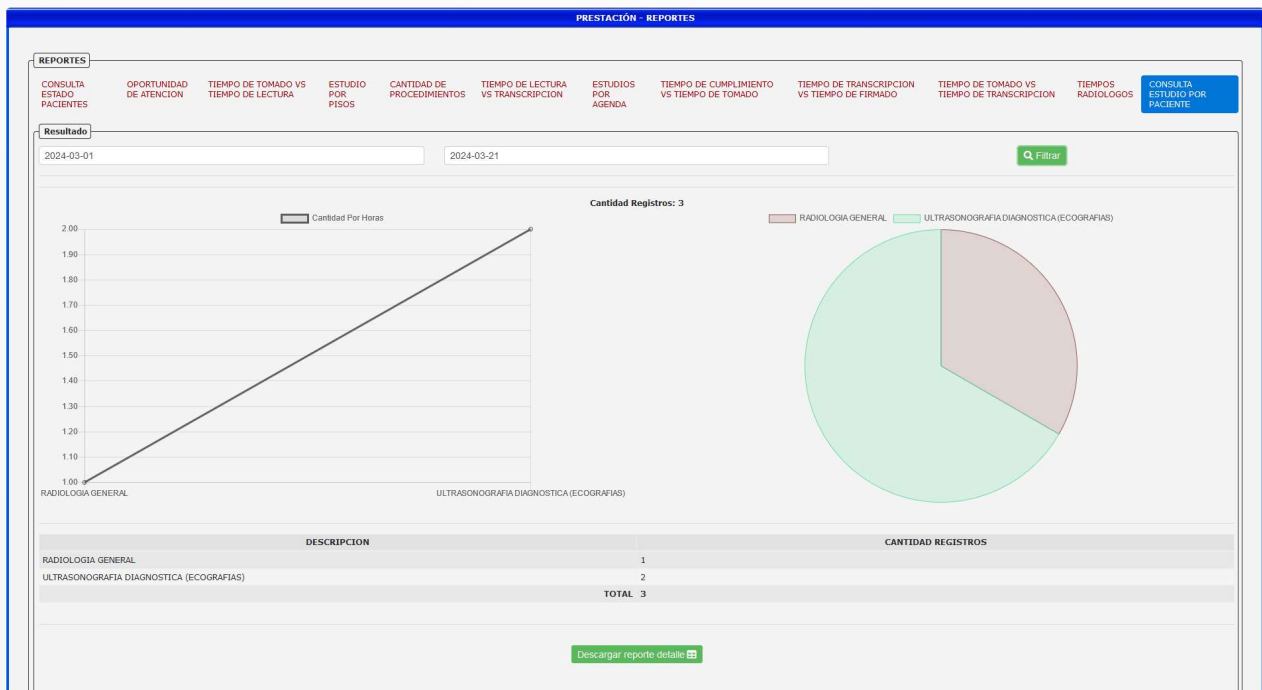 PRESTACIÓN - REPORTES
REPORTES
CONSULTA
ESTADO
PACIENTES
OPORTUNIDAD
DE ATENCION
TIEMPO DE TOMADO VS
TIEMPO DE LECTURA
ESTUDIO
POR
PISOS
CANTIDAD DE
PROCEDIMIENTOS
TIEMPO DE LECTURA
VS TRANSCRIPCION
ESTUDIOS
POR
AGENDA
TIEMPO DE CUMPLIMIENTO
VS TIEMPO DE TOMADO
TIEMPO DE TRANSCRIPCION
VS TIEMPO DE FIRMADO
TIEMPO DE TOMADO VS
TIEMPO DE TRANSCRIPCION
TIEMPOS
RADIOLOGOS
CONSULTA
ESTUDIO POR
PACIENTE
Resultado
2024-03-01
2024-03-21
Filtrar
Cantidad Registros: 3
Cantidad Por Horas
2.00
1.90
1.80
1.70
1.60
1.50
1.40
1.30
1.20
1.10
1.00
RADIOLOGIA GENERAL
ULTRASONOGRAFIA DIAGNOSTICA (ECOGRAFIAS)
RADIOLOGIA GENERAL
ULTRASONOGRAFIA DIAGNOSTICA (ECOGRAFIAS)
DESCRIPCION CANTIDAD REGISTROS
RADIOLOGIA GENERAL 1
ULTRASONOGRAFIA DIAGNOSTICA (ECOGRAFIAS) 2
TOTAL 3
Descargar reporte detalle